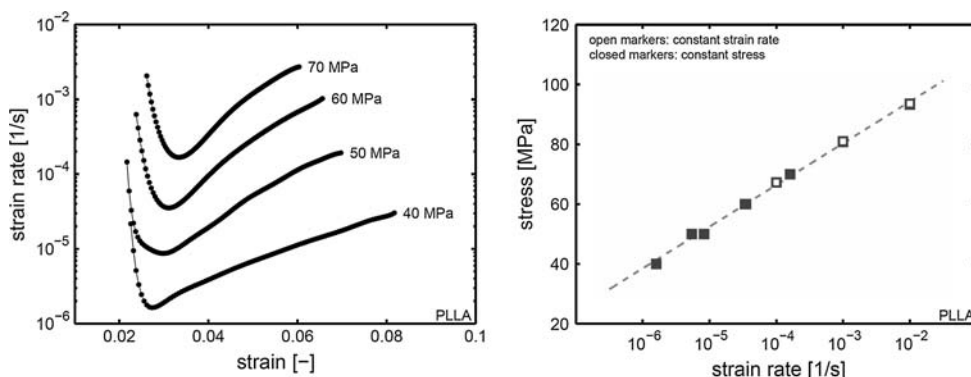 10⁻²
10⁻³
10⁻⁴
10⁻⁵
10⁻⁶
strain rate [1/s]
70 MPa
60 MPa
50 MPa
40 MPa
PLLA
0.02 0.04 0.06 0.08 0.1
strain [−]
open markers: constant strain rate
closed markers: constant stress
120
100
80
60
40
20
stress [MPa]
PLLA
10⁻⁶ 10⁻⁵ 10⁻⁴ 10⁻³ 10⁻²
strain rate [1/s]